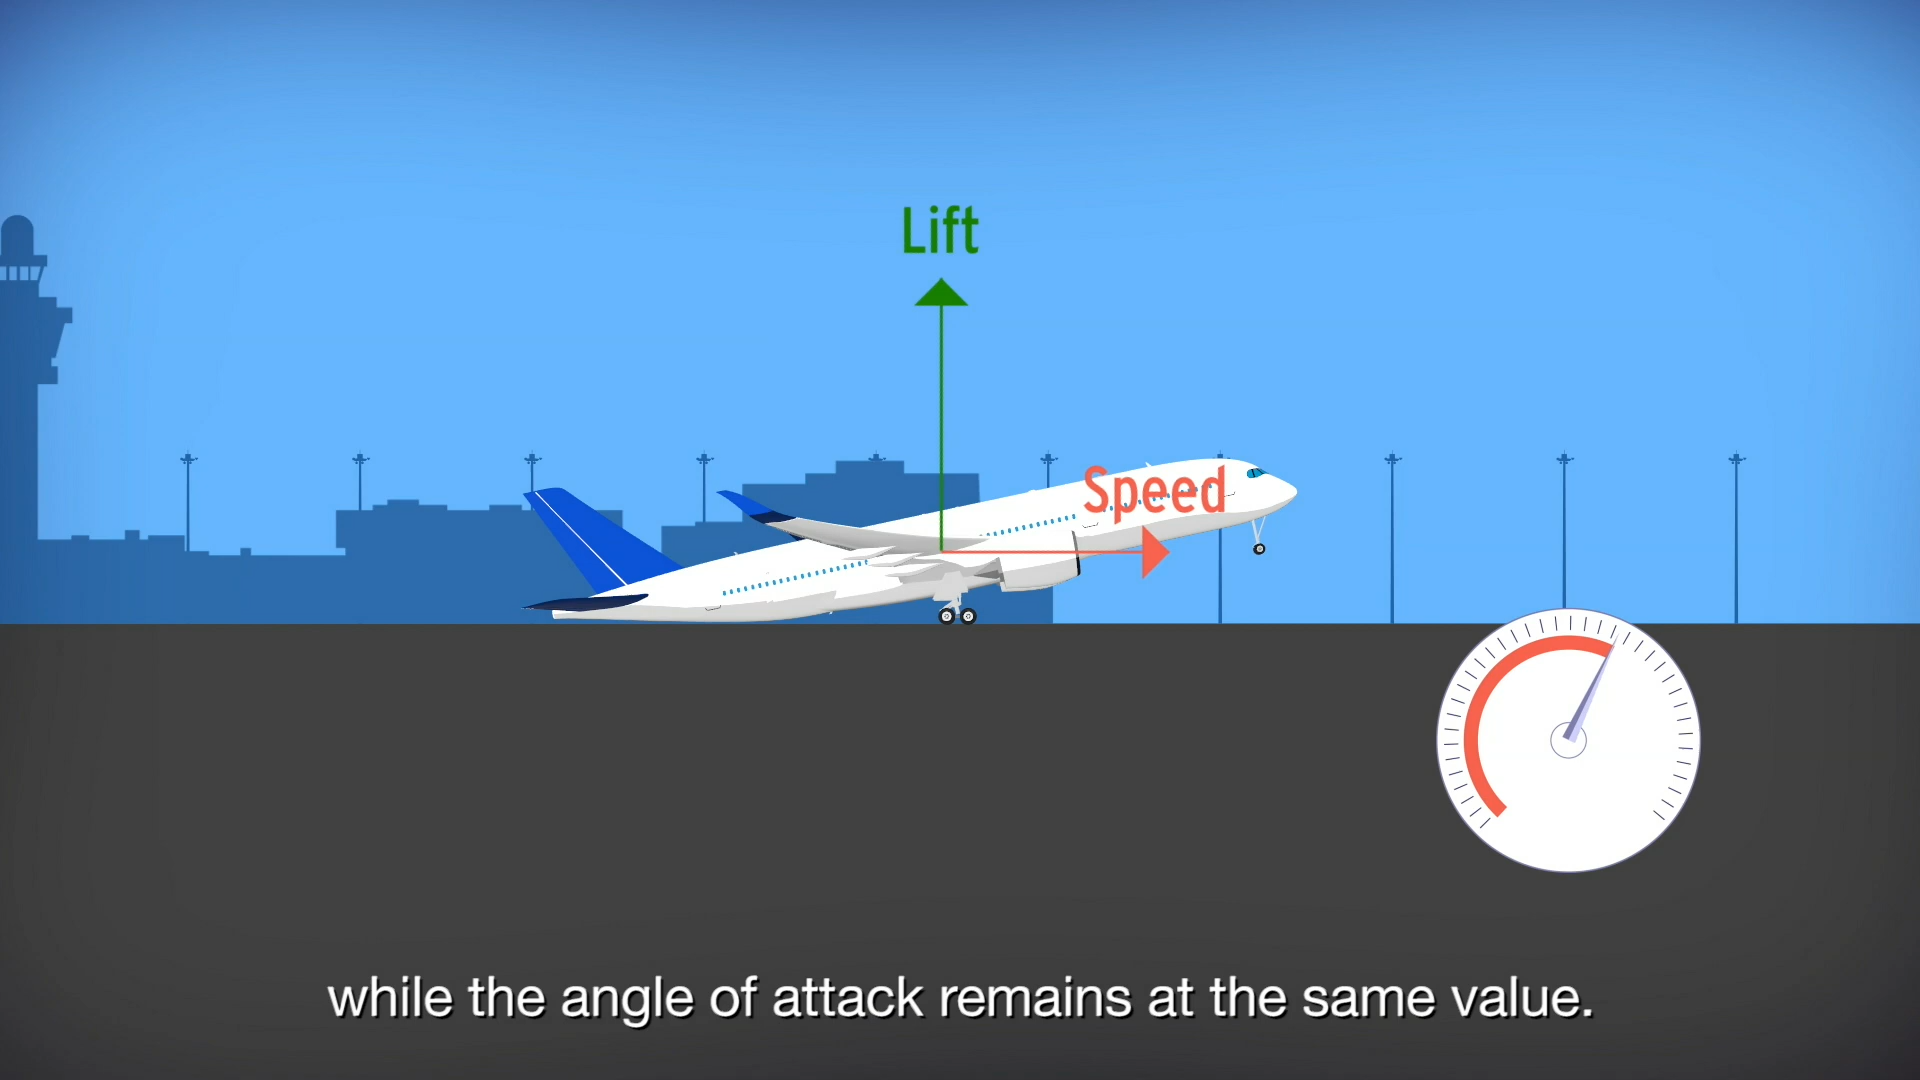 Lift
Speed
while the angle of attack remains at the same value.